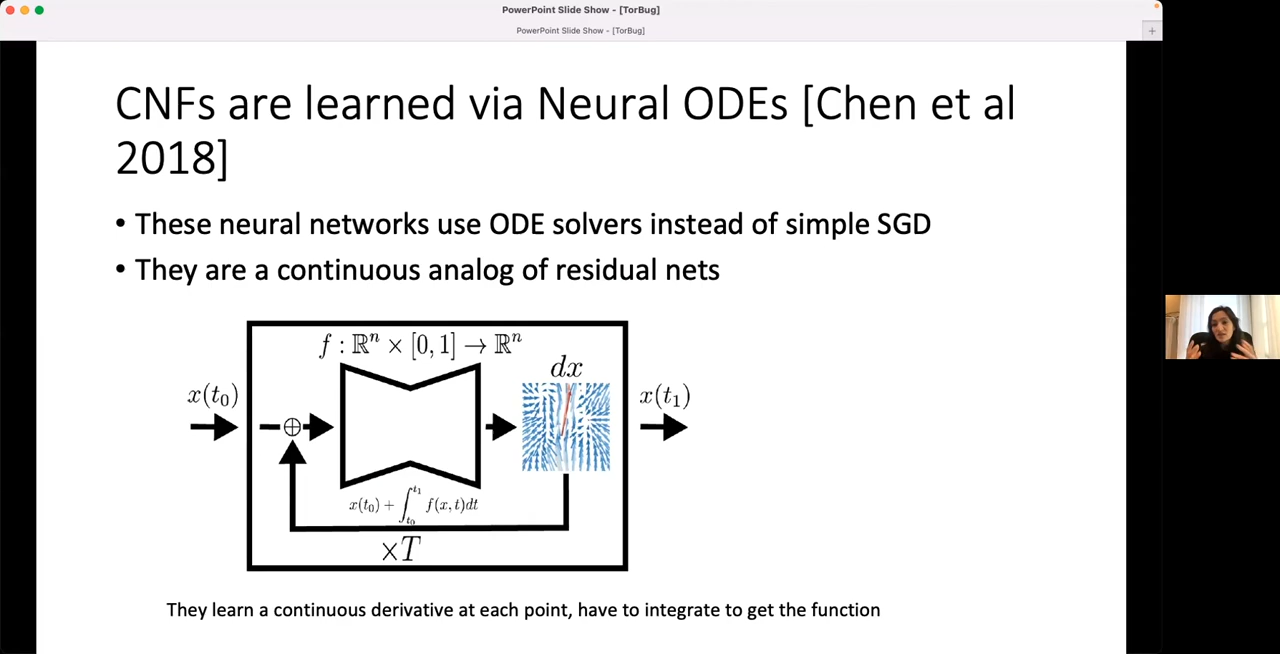 PowerPoint Slide Show - [TorBug]
PowerPoint Slide Show - [TorBug]
CNFs are learned via Neural ODEs [Chen et al
2018]
• These neural networks use ODE solvers instead of simple SGD
• They are a continuous analog of residual nets
f : ℝⁿ × [0,1] → ℝⁿ
dx
x(t₀)
x(t₁)
x(t₀) + ∫ₜ₀ᵗ¹ f(x,t)dt
×T
They learn a continuous derivative at each point, have to integrate to get the function